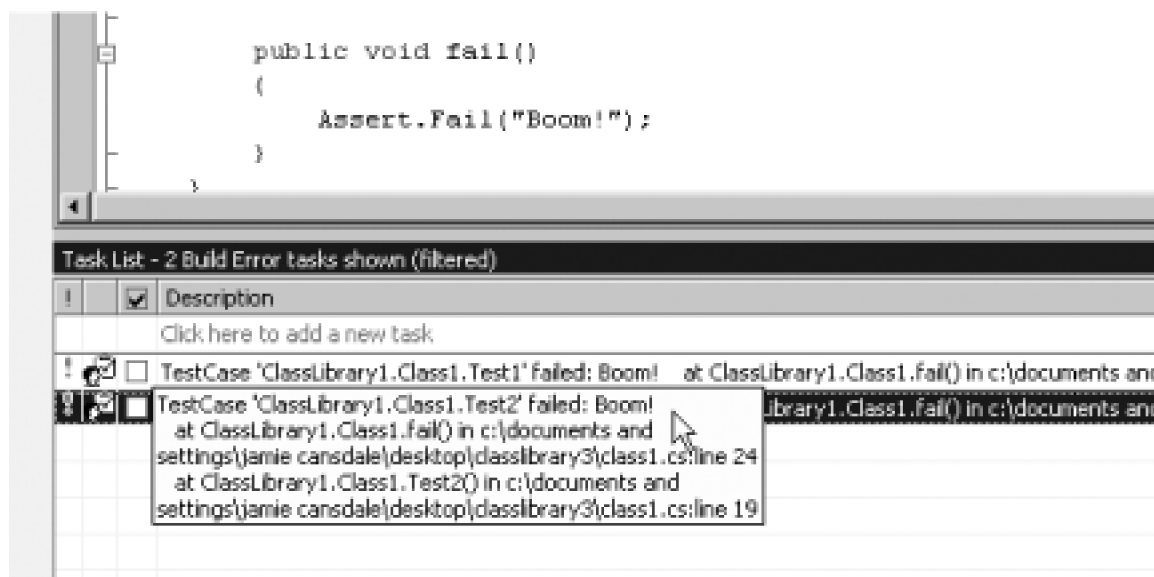 public void fail()
{
Assert.Fail("Boom!");
}
}
Task List - 2 Build Error tasks shown (filtered)
! Description
Click here to add a new task
! TestCase 'ClassLibrary1.Class1.Test1' failed: Boom! at ClassLibrary1.Class1.fail() in c:\documents and
! TestCase 'ClassLibrary1.Class1.Test2' failed: Boom! Library1.Class1.fail() in c:\documents and
at ClassLibrary1.Class1.fail() in c:\documents and
settings\jamie cansdale\desktop\classlibrary3\class1.cs:line 24
at ClassLibrary1.Class1.Test2() in c:\documents and
settings\jamie cansdale\desktop\classlibrary3\class1.cs:line 19